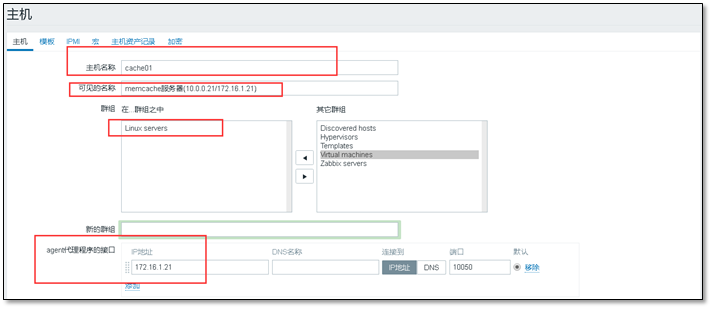 主机
主机 模板 IPMI 宏 主机资产记录 加密
主机名称 cache01
可见的名称 memcache服务器(10.0.0.21/172.16.1.21)
群组 在...群组之中 其它群组
Linux servers Discovered hosts
Hypervisors
Templates
Virtual machines
Zabbix servers
新的群组
agent代理程序的接口 IP地址 DNS名称 连接到 端口 默认
172.16.1.21 IP地址 DNS 10050 移除
添加